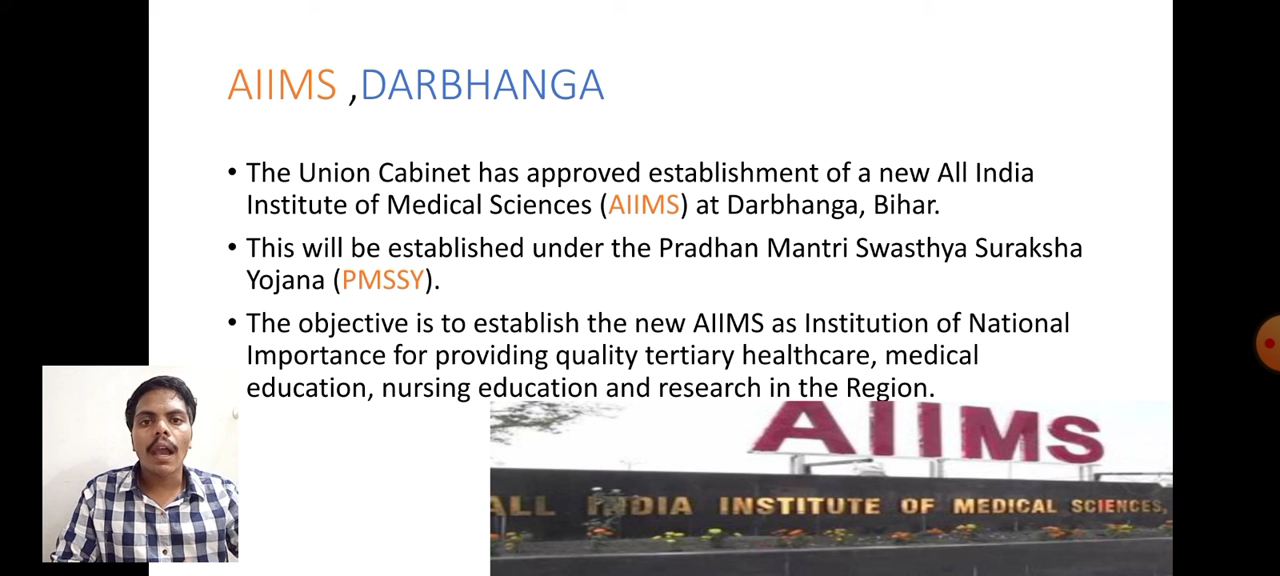 AIIMS ,DARBHANGA
• The Union Cabinet has approved establishment of a new All India
Institute of Medical Sciences (AIIMS) at Darbhanga, Bihar.
• This will be established under the Pradhan Mantri Swasthya Suraksha
Yojana (PMSSY).
• The objective is to establish the new AIIMS as Institution of National
Importance for providing quality tertiary healthcare, medical
education, nursing education and research in the Region.
AIIMS
ALL INDIA INSTITUTE OF MEDICAL SCIENCES,